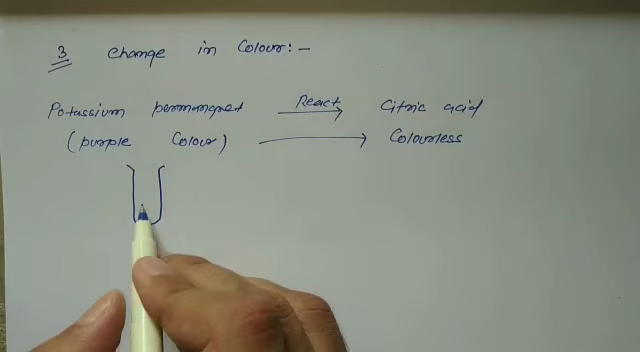 3 Change in Colour:-
Potassium permanganet React Citric acid
(purple Colour) Colourless